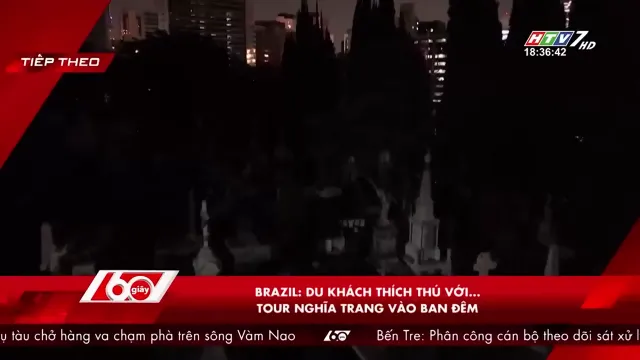 HTV7 HD
18:36:42
TIẾP THEO
60 giây
BRAZIL: DU KHÁCH THÍCH THÚ VỚI...
TOUR NGHĨA TRANG VÀO BAN ĐÊM
tàu chở hàng va chạm phà trên sông Vàm Nao 60 giây Bến Tre: Phân công cán bộ theo dõi sát xử